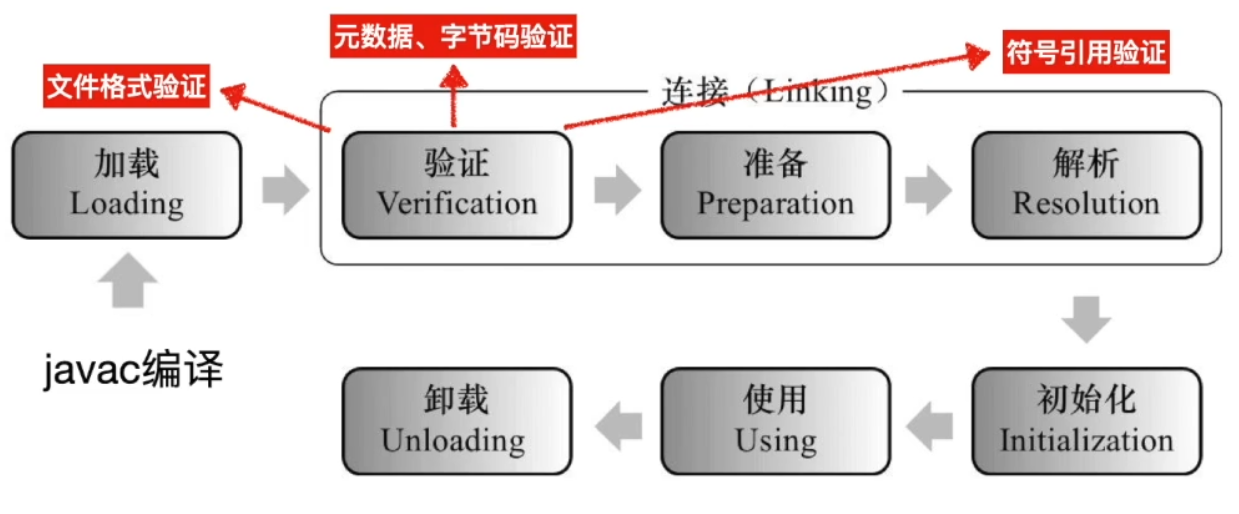 元数据、字节码验证
符号引用验证
文件格式验证
连接（Linking）
加载
Loading
验证
Verification
准备
Preparation
解析
Resolution
javac编译
卸载
Unloading
使用
Using
初始化
Initialization